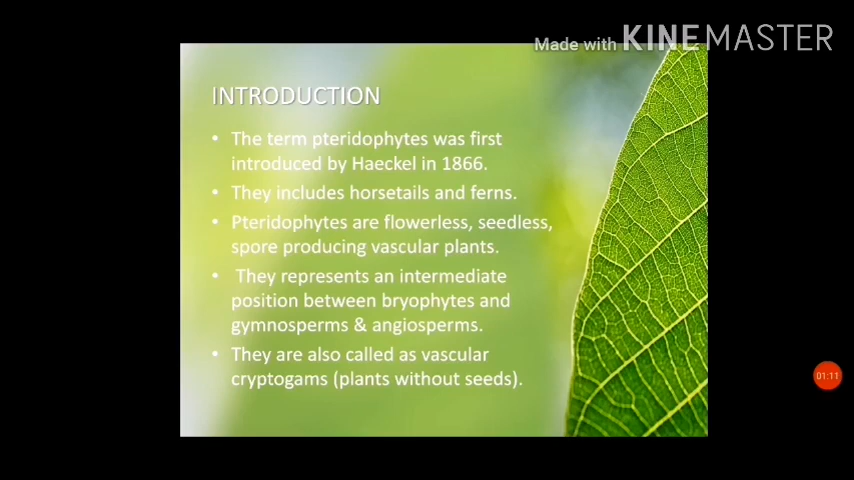 Made with KINEMASTER
INTRODUCTION
• The term pteridophytes was first
introduced by Haeckel in 1866.
• They includes horsetails and ferns.
• Pteridophytes are flowerless, seedless,
spore producing vascular plants.
• They represents an intermediate
position between bryophytes and
gymnosperms & angiosperms.
• They are also called as vascular
cryptogams (plants without seeds).
01:11